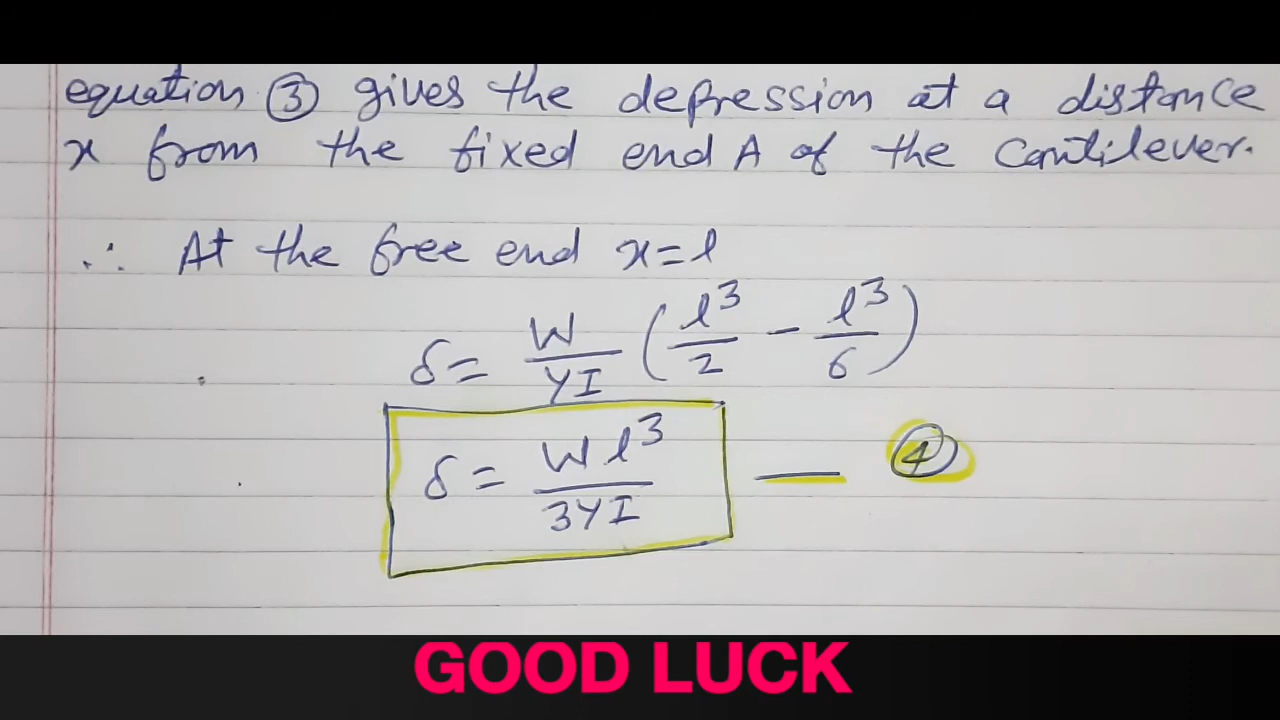 equation ③ gives the depression at a distance
x from the fixed end A of the cantilever.
∴ At the free end x=l
δ= W/YI (l³/2 - l³/6)
δ= Wl³/3YI — ④
GOOD LUCK